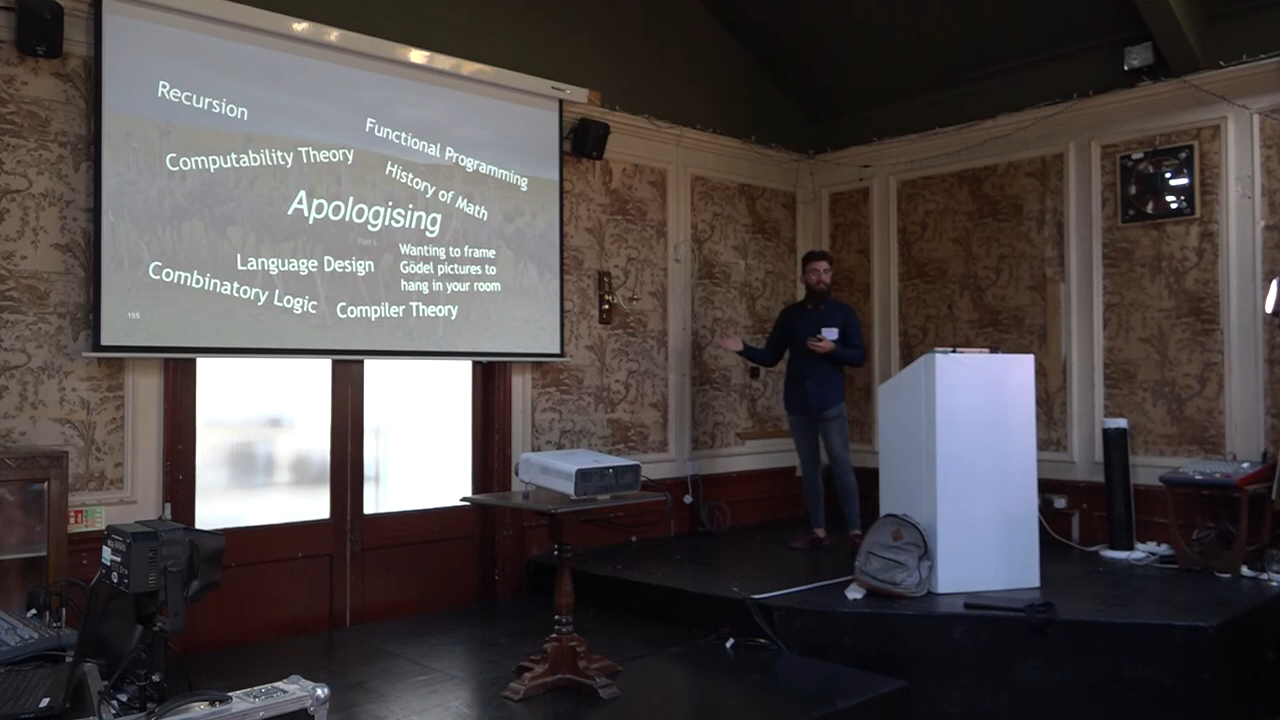 Recursion
Functional Programming
Computability Theory
History of Math
Apologising
Wanting to frame
Gödel pictures to
hang in your room
Language Design
Combinatory Logic
Compiler Theory
155